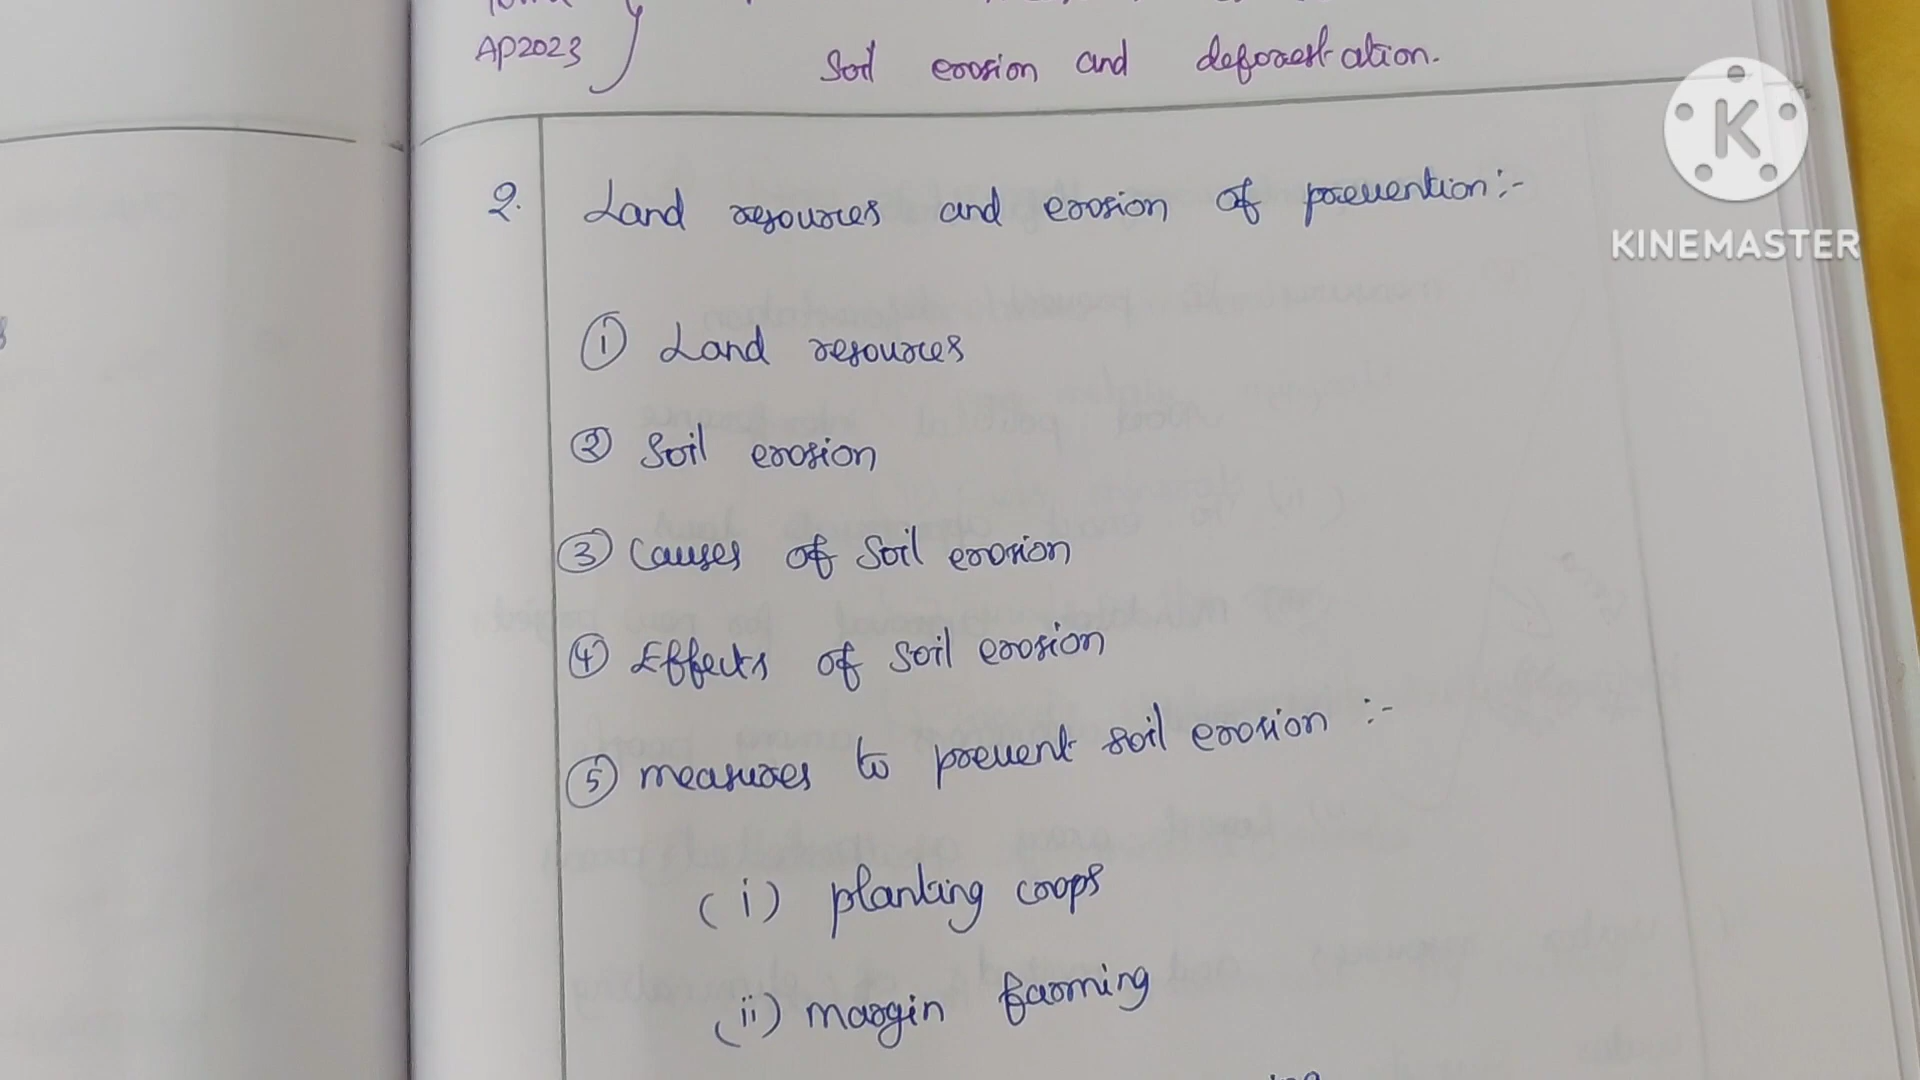 AP2023
Soil erosion and deforestation.
2. Land resources and erosion of prevention:-
① Land resources
② Soil erosion
③ Causes of Soil erosion
④ Effects of Soil erosion
⑤ measures to prevent soil erosion :-
(i) planting crops
(ii) margin farming
K
KINEMASTER